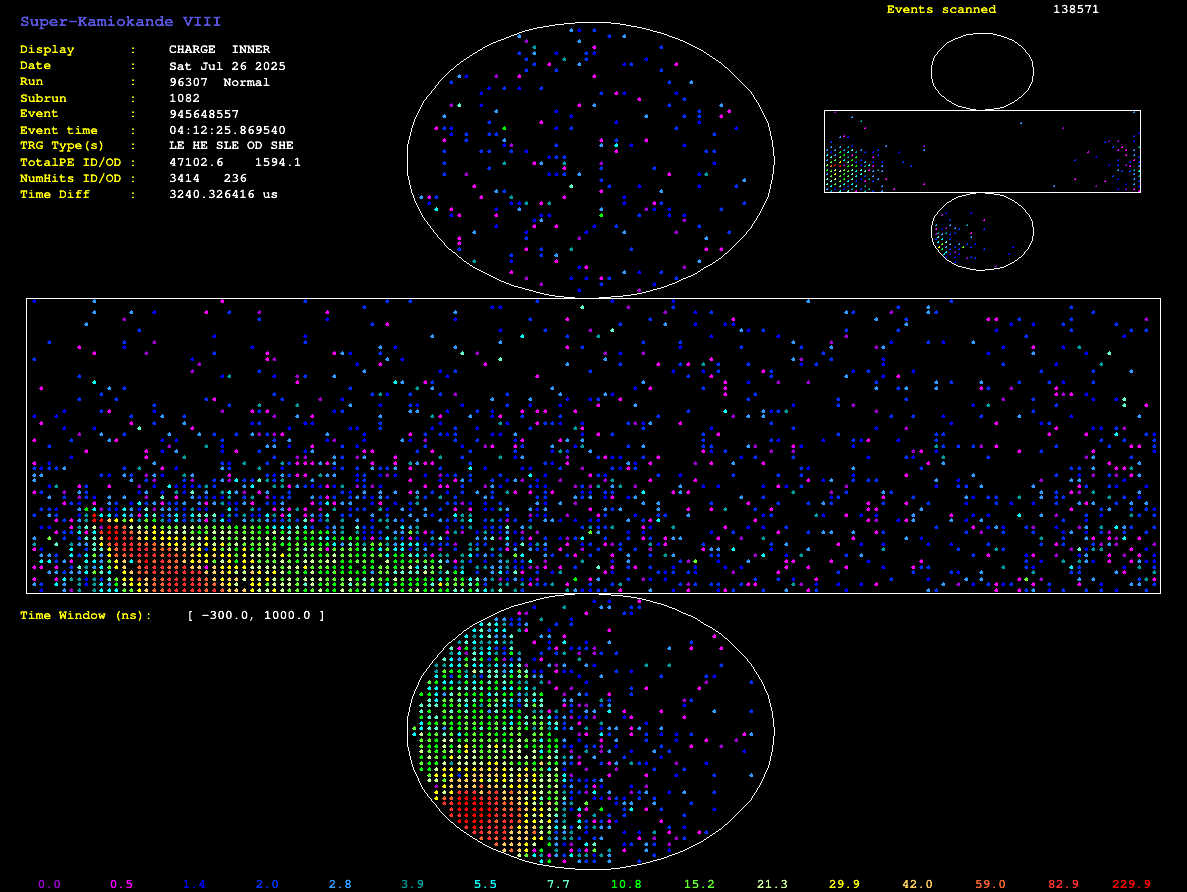 Super-Kamiokande VIII
Events scanned 138571
Display : CHARGE INNER
Date : Sat Jul 26 2025
Run : 96307 Normal
Subrun : 1082
Event : 945648557
Event time : 04:12:25.869540
TRG Type(s) : LE HE SLE OD SHE
TotalPE ID/OD : 47102.6 1594.1
NumHits ID/OD : 3414 236
Time Diff : 3240.326416 us
Time Window (ns): [ -300.0, 1000.0 ]
0.0 0.5 1.4 2.0 2.8 3.9 5.5 7.7 10.8 15.2 21.3 29.9 42.0 59.0 82.9 229.9